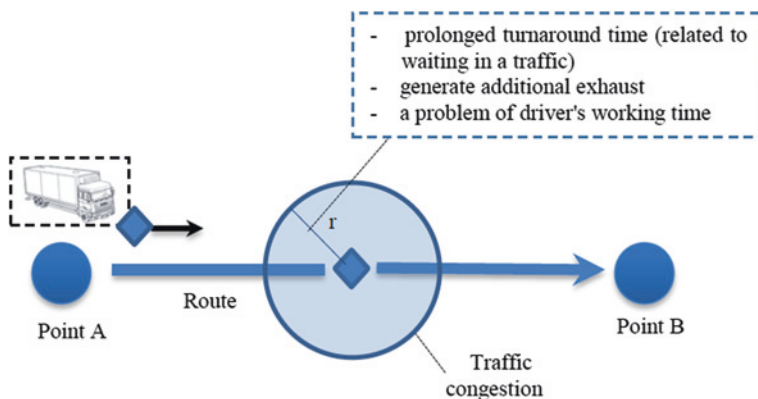 - prolonged turnaround time (related to
waiting in a traffic)
- generate additional exhaust
- a problem of driver's working time
r
Route
Point A
Point B
Traffic
congestion